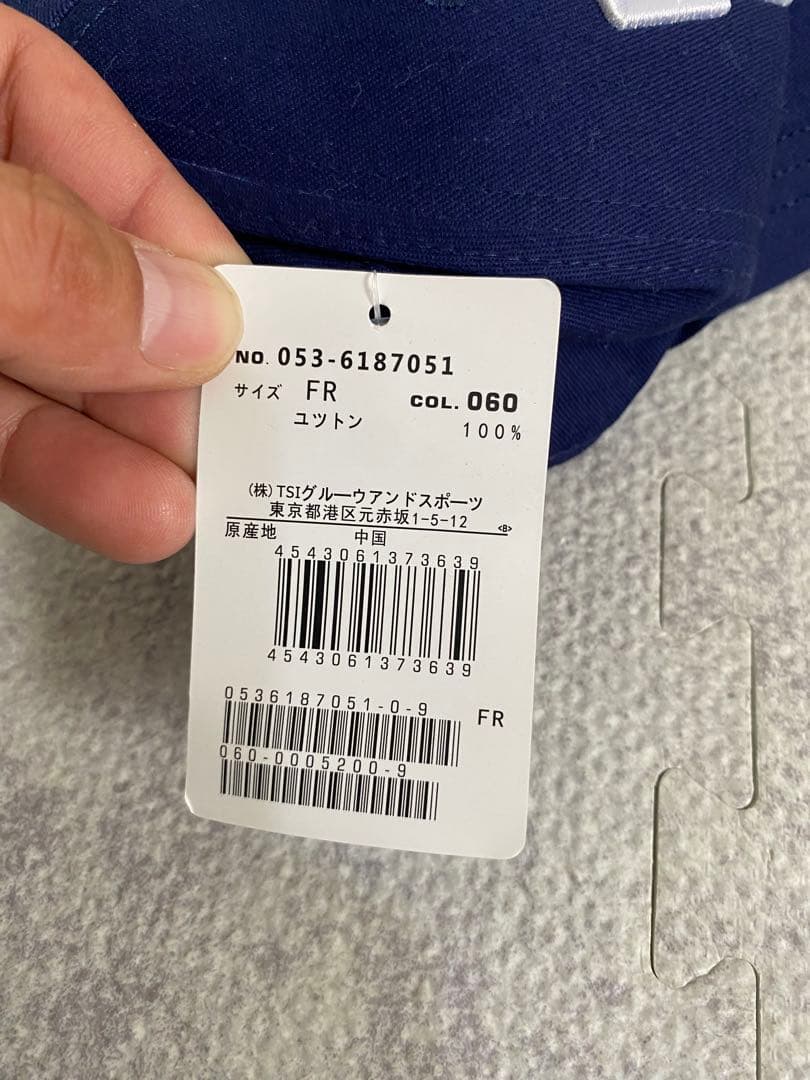 NO. 053-6187051
サイズ FR COL. 060
ユツトン 100%
(株)TSIグルーウアンドスポーツ
東京都港区元赤坂1-5-12 <B>
原産地 中国
4543061373639
4543061373639
0536187051-0-9
FR
060-0005200-9